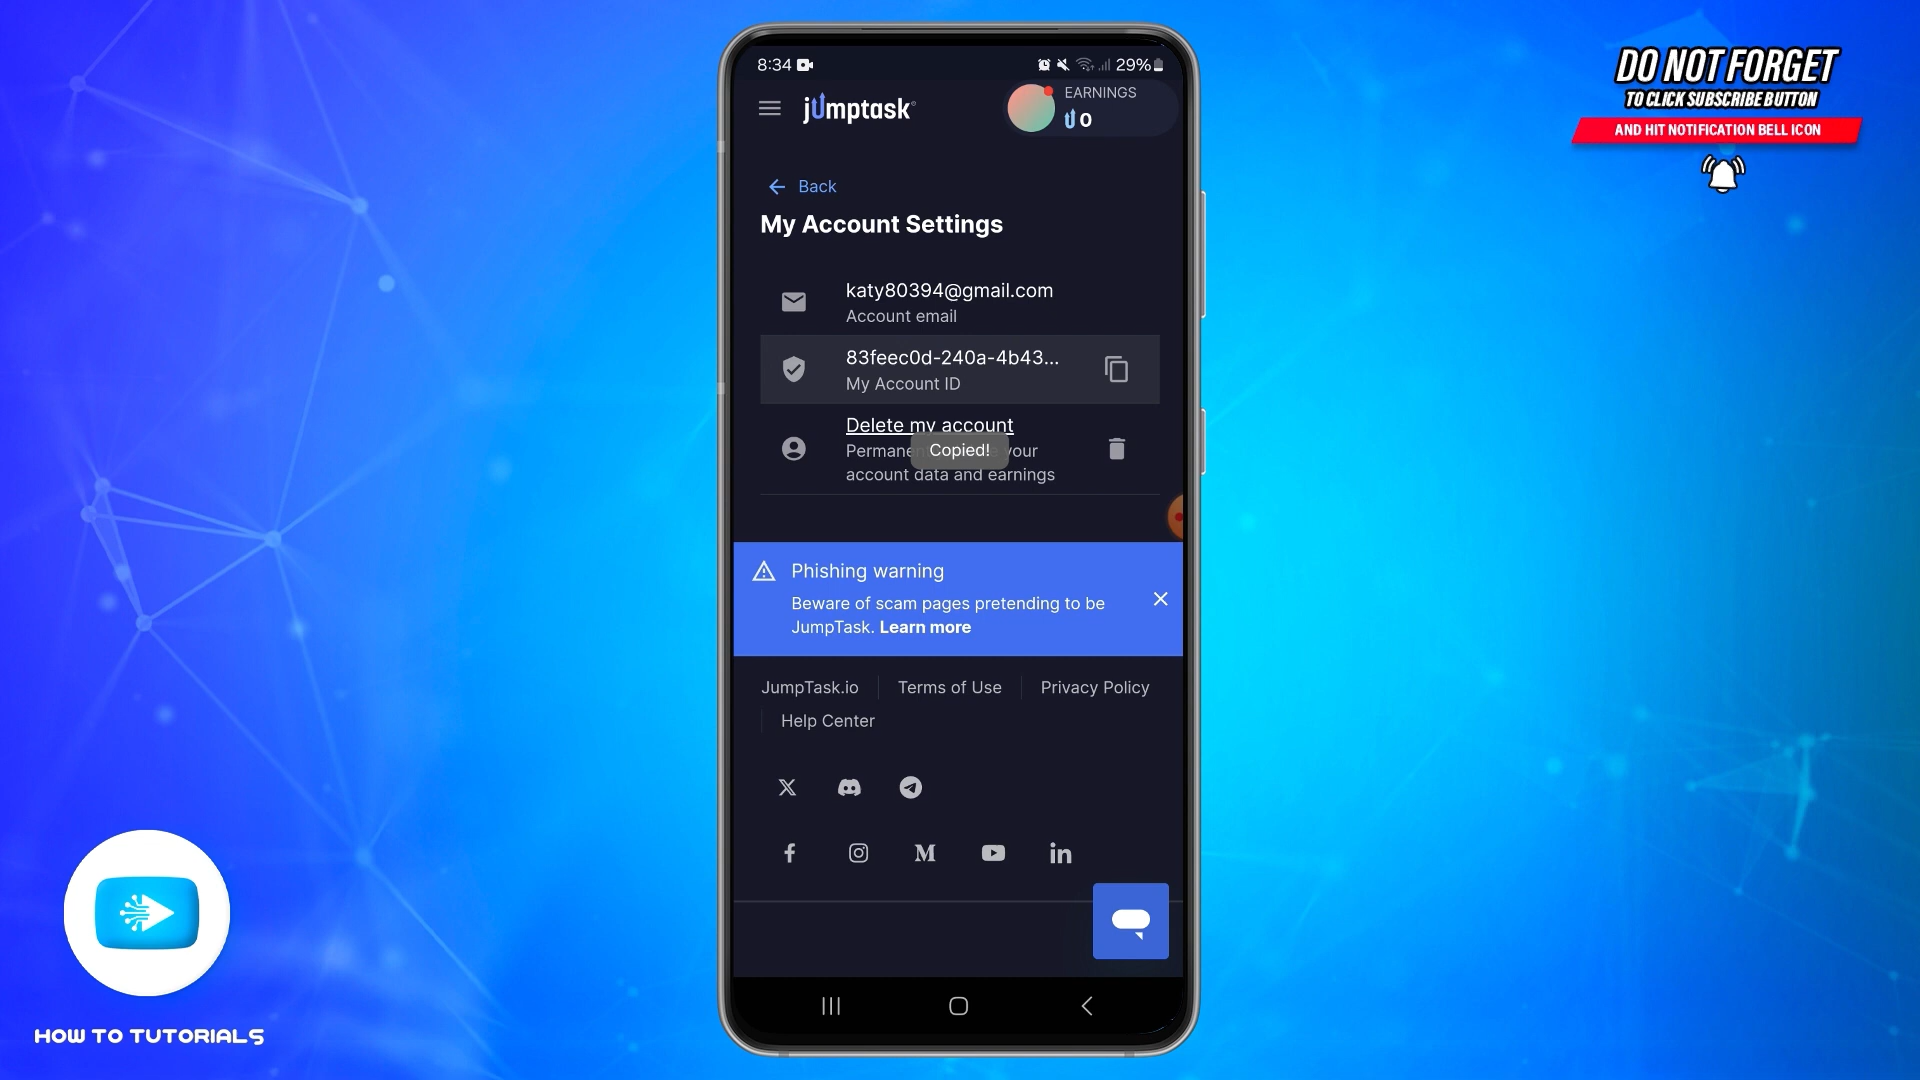 8:34
29%
jumptask
EARNINGS
0
Back
My Account Settings
katy80394@gmail.com
Account email
83feec0d-240a-4b43...
My Account ID
Delete my account
Copied!
your
account data and earnings
Phishing warning
Beware of scam pages pretending to be
JumpTask. Learn more
JumpTask.io
Terms of Use
Privacy Policy
Help Center
DO NOT FORGET
TO CLICK SUBSCRIBE BUTTON
AND HIT NOTIFICATION BELL ICON
HOW TO TUTORIALS